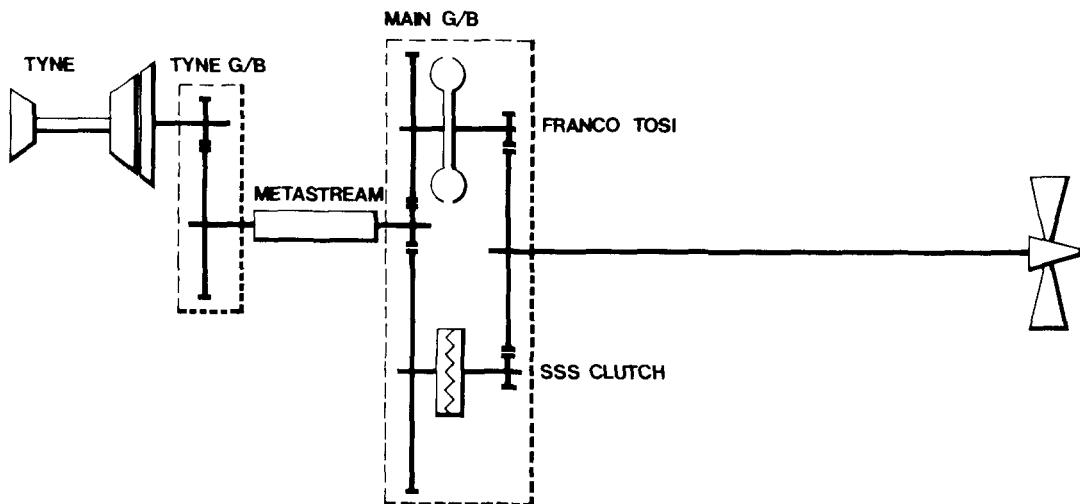 MAIN G/B
TYNE
TYNE G/B
FRANCO TOSI
METASTREAM
SSS CLUTCH